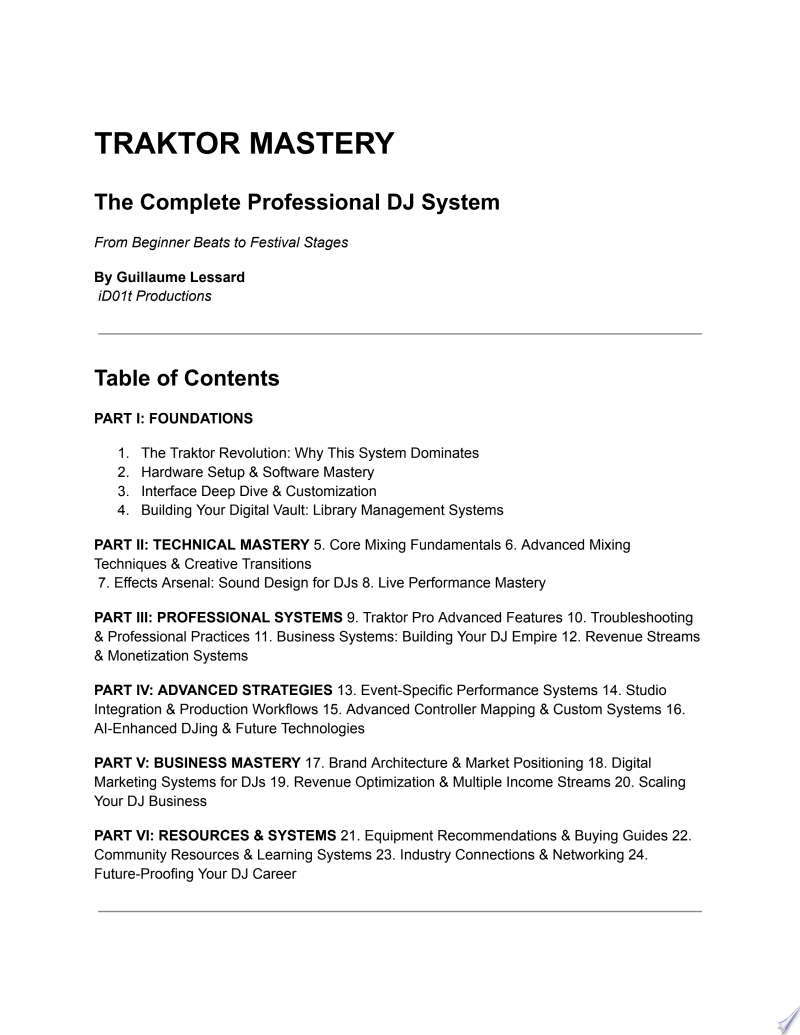 TRAKTOR MASTERY
The Complete Professional DJ System
From Beginner Beats to Festival Stages
By Guillaume Lessard
iD01t Productions
Table of Contents
PART I: FOUNDATIONS
1. The Traktor Revolution: Why This System Dominates
2. Hardware Setup & Software Mastery
3. Interface Deep Dive & Customization
4. Building Your Digital Vault: Library Management Systems
PART II: TECHNICAL MASTERY 5. Core Mixing Fundamentals 6. Advanced Mixing
Techniques & Creative Transitions
7. Effects Arsenal: Sound Design for DJs 8. Live Performance Mastery
PART III: PROFESSIONAL SYSTEMS 9. Traktor Pro Advanced Features 10. Troubleshooting
& Professional Practices 11. Business Systems: Building Your DJ Empire 12. Revenue Streams
& Monetization Systems
PART IV: ADVANCED STRATEGIES 13. Event-Specific Performance Systems 14. Studio
Integration & Production Workflows 15. Advanced Controller Mapping & Custom Systems 16.
AI-Enhanced DJing & Future Technologies
PART V: BUSINESS MASTERY 17. Brand Architecture & Market Positioning 18. Digital
Marketing Systems for DJs 19. Revenue Optimization & Multiple Income Streams 20. Scaling
Your DJ Business
PART VI: RESOURCES & SYSTEMS 21. Equipment Recommendations & Buying Guides 22.
Community Resources & Learning Systems 23. Industry Connections & Networking 24.
Future-Proofing Your DJ Career